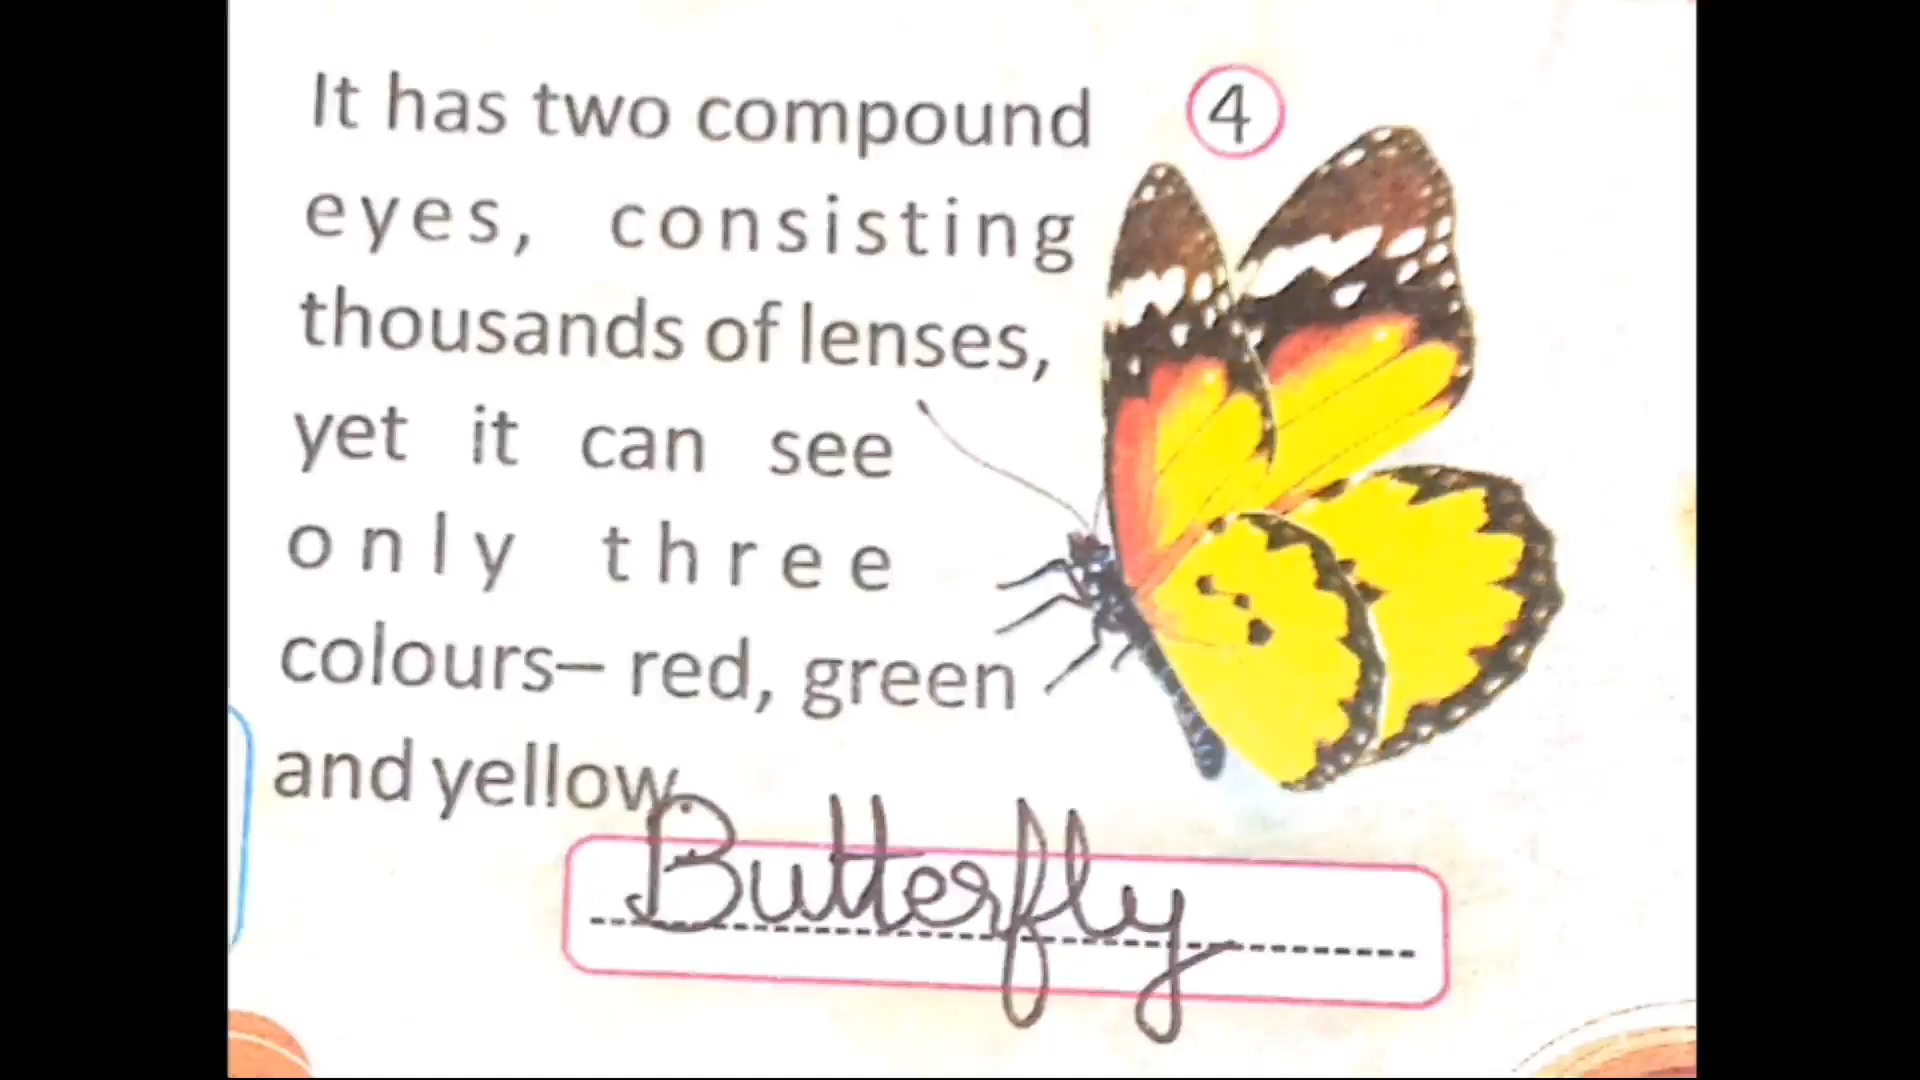 It has two compound
eyes, consisting
thousands of lenses,
yet it can see
only three
colours– red, green
and yellow.
4
Butterfly